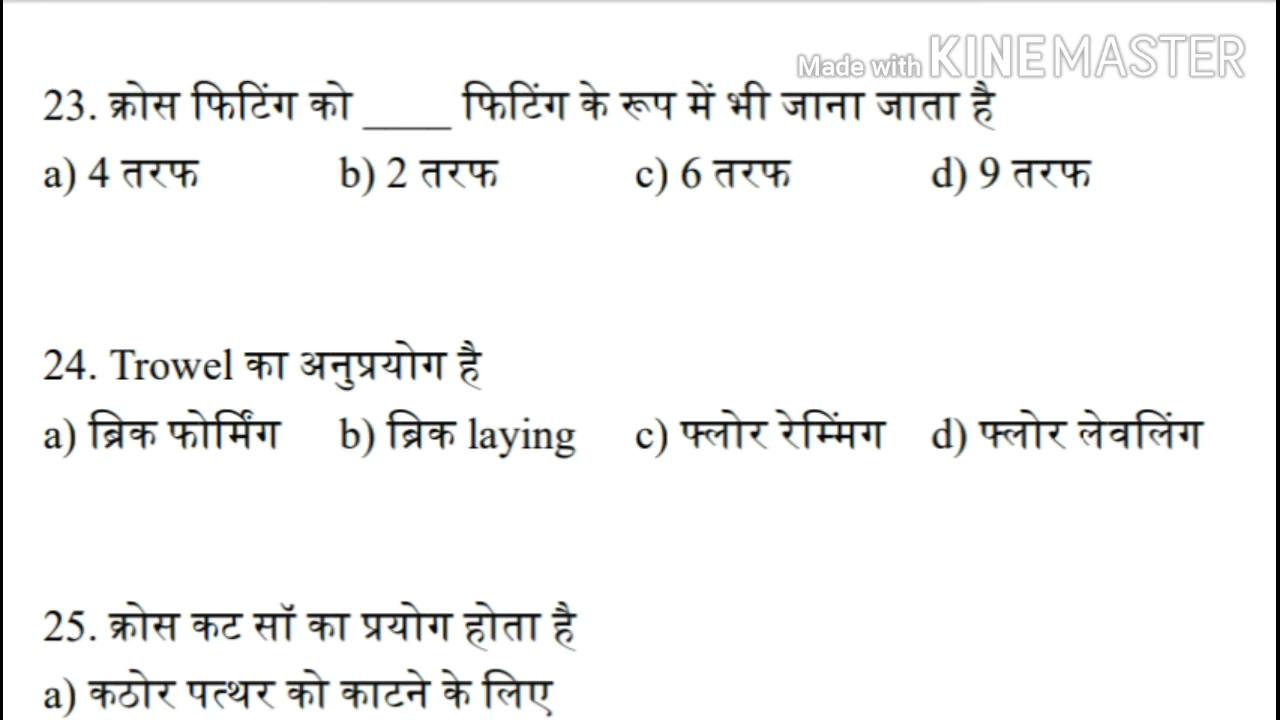 Made with KINEMASTER
23. क्रोस फिटिंग को ____ फिटिंग के रूप में भी जाना जाता है
a) 4 तरफ b) 2 तरफ c) 6 तरफ d) 9 तरफ
24. Trowel का अनुप्रयोग है
a) ब्रिक फोर्मिंग b) ब्रिक laying c) फ्लोर रेम्मिंग d) फ्लोर लेवलिंग
25. क्रोस कट सॉ का प्रयोग होता है
a) कठोर पत्थर को काटने के लिए